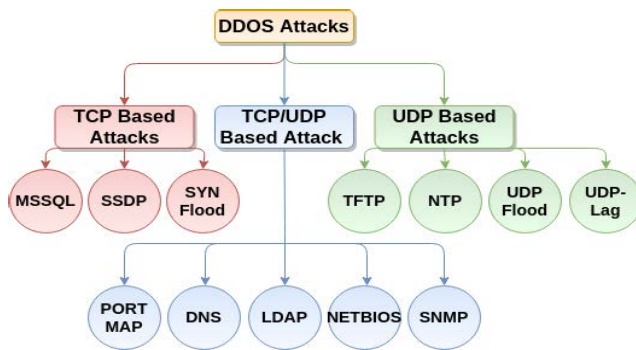 DDOS Attacks
TCP Based
Attacks
TCP/UDP
Based Attack
UDP Based
Attacks
MSSQL
SSDP
SYN
Flood
TFTP
NTP
UDP
Flood
UDP-
Lag
PORT
MAP
DNS
LDAP
NETBIOS
SNMP